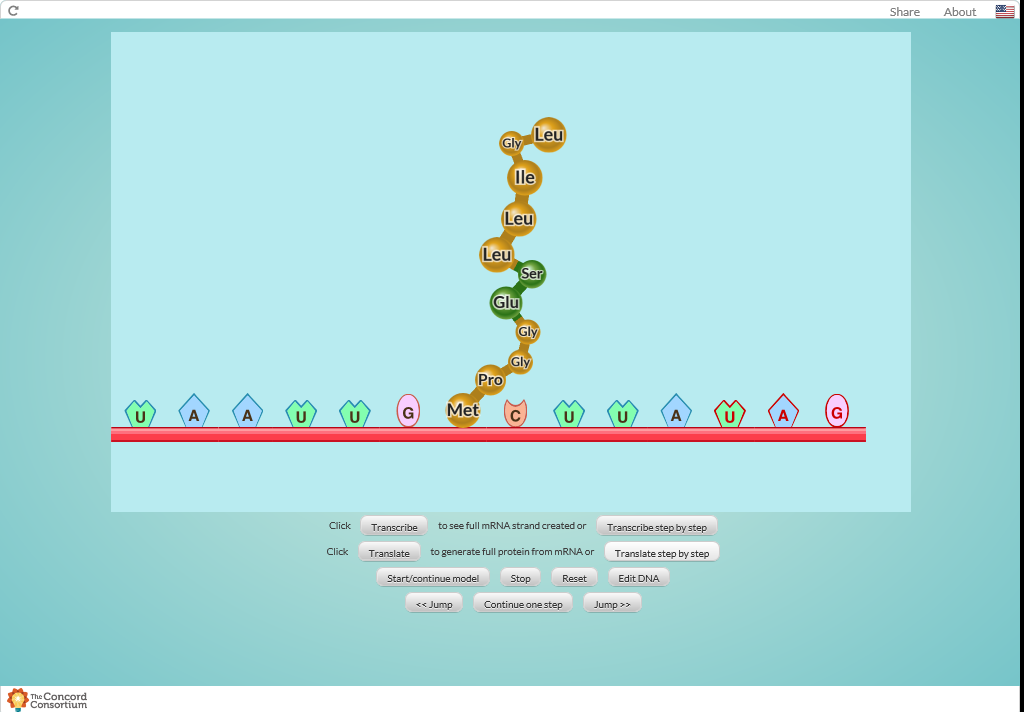 Share About
Gly Leu
Ile
Leu
Leu
Ser
Glu
Gly
Gly
Pro
Met
U A A U U G C U U A U A G
Click Transcribe to see full mRNA strand created or Transcribe step by step
Click Translate to generate full protein from mRNA or Translate step by step
Start/continue model Stop Reset Edit DNA
<< Jump Continue one step Jump >>
The Concord
Consortium